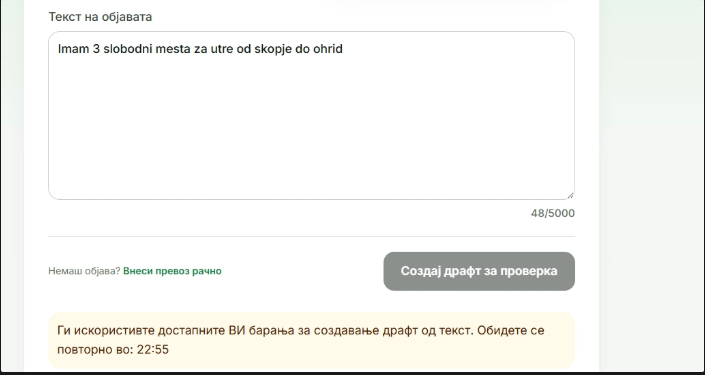 Текст на објавата
Imam 3 slobodni mesta za utre od skopje do ohrid
48/5000
Немаш објава? Внеси превоз рачно
Создај драфт за проверка
Ги искористивте достапните ВИ барања за создавање драфт од текст. Обидете се
повторно во: 22:55